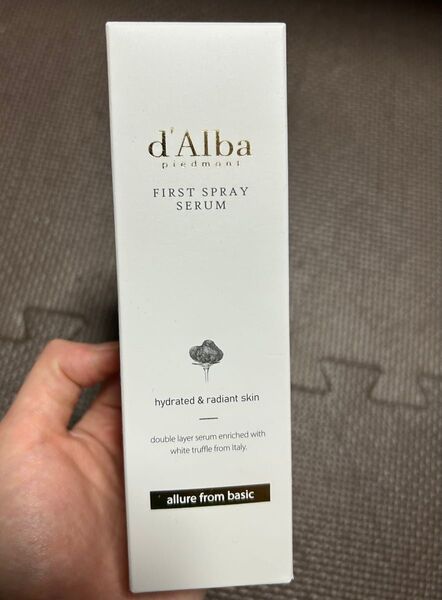 d'Alba
piedmont
FIRST SPRAY
SERUM
hydrated & radiant skin
double layer serum enriched with
white truffle from Italy.
allure from basic